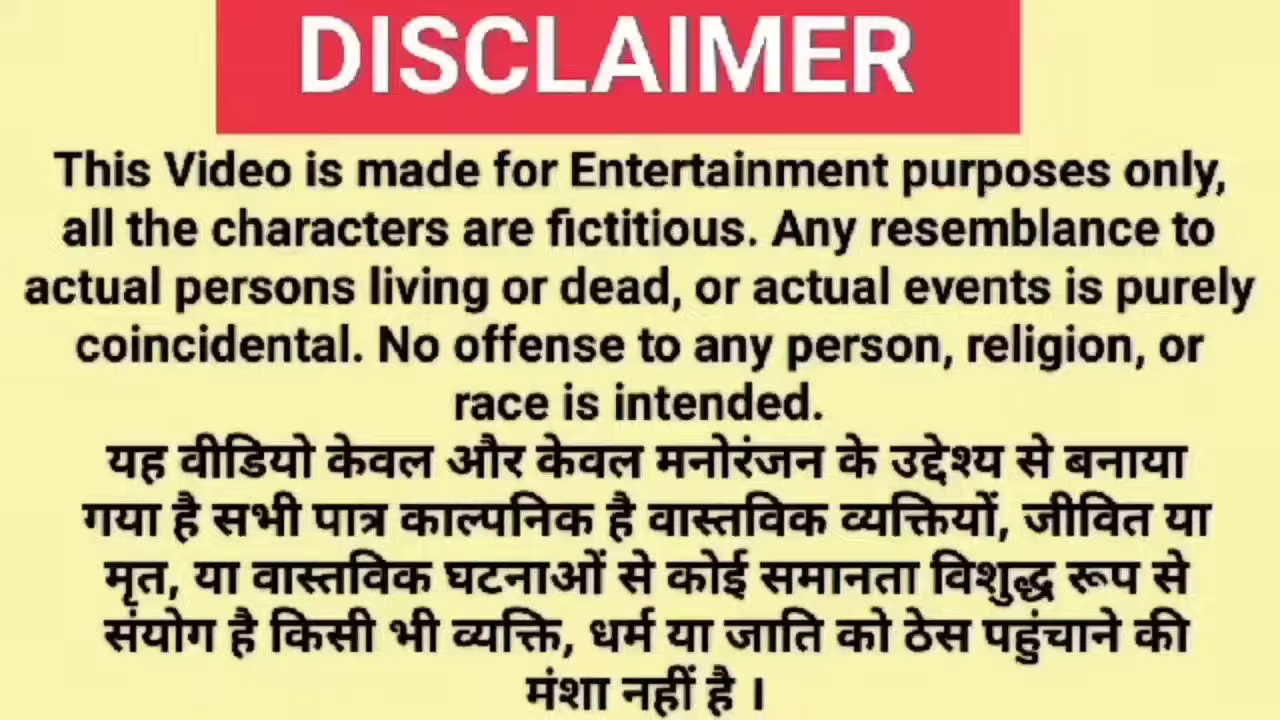 DISCLAIMER
This Video is made for Entertainment purposes only,
all the characters are fictitious. Any resemblance to
actual persons living or dead, or actual events is purely
coincidental. No offense to any person, religion, or
race is intended.
यह वीडियो केवल और केवल मनोरंजन के उद्देश्य से बनाया
गया है सभी पात्र काल्पनिक है वास्तविक व्यक्तियों, जीवित या
मृत, या वास्तविक घटनाओं से कोई समानता विशुद्ध रूप से
संयोग है किसी भी व्यक्ति, धर्म या जाति को ठेस पहुंचाने की
मंशा नहीं है ।